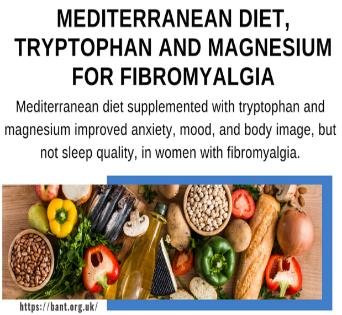 MEDITERRANEAN DIET,
TRYPTOPHAN AND MAGNESIUM
FOR FIBROMYALGIA
Mediterranean diet supplemented with tryptophan and
magnesium improved anxiety, mood, and body image, but
not sleep quality, in women with fibromyalgia.
https://bant.org.uk/